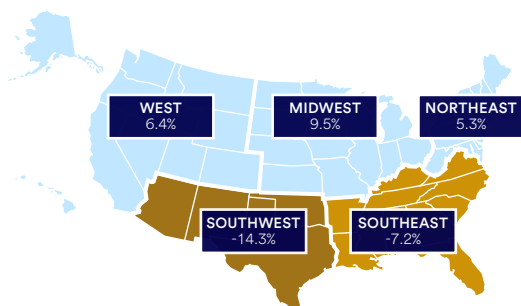 WEST
6.4%
MIDWEST
9.5%
NORTHEAST
5.3%
SOUTHWEST
-14.3%
SOUTHEAST
-7.2%